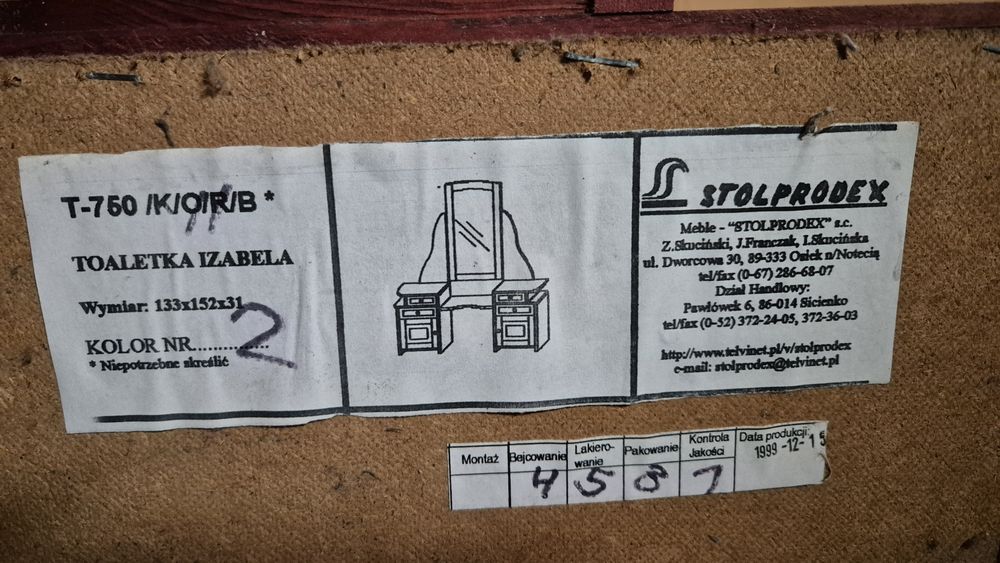 T-750 /K/O/R/B *
TOALETKA IZABELA
Wymiar: 133x152x31
KOLOR NR............... 2
* Niepotrzebne skreślić
STOLPRODEX
Meble - "STOLPRODEX" s.c.
Z.Skuciński, J.Franczak, I.Skucińska
ul. Dworcowa 30, 89-333 Osiek n/Notecią
tel/fax (0-67) 286-68-07
Dział Handlowy:
Pawłówek 6, 86-014 Sicienko
tel/fax (0-52) 372-24-05, 372-36-03
http://www.telvinet.pl/v/stolprodex
e-mail: stolprodex@telvinet.pl
Montaż Bejcowanie Lakiero-wanie Pakowanie Kontrola Jakości Data produkcji:
4 5 8 7 1999-12-15